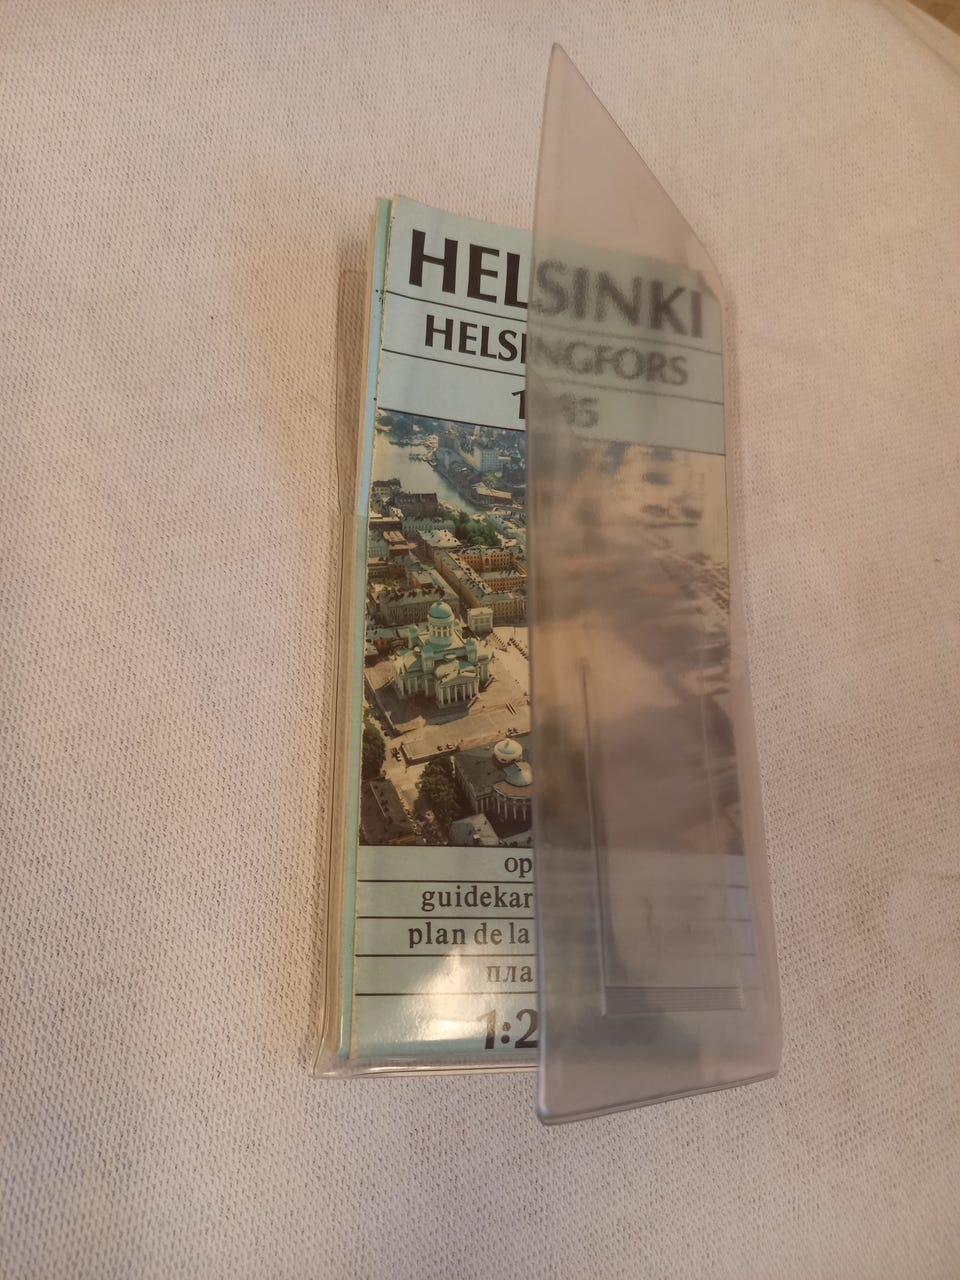 HELSINKI
HELSINGFORS
op
guidekar
plan de la
пла
1:2